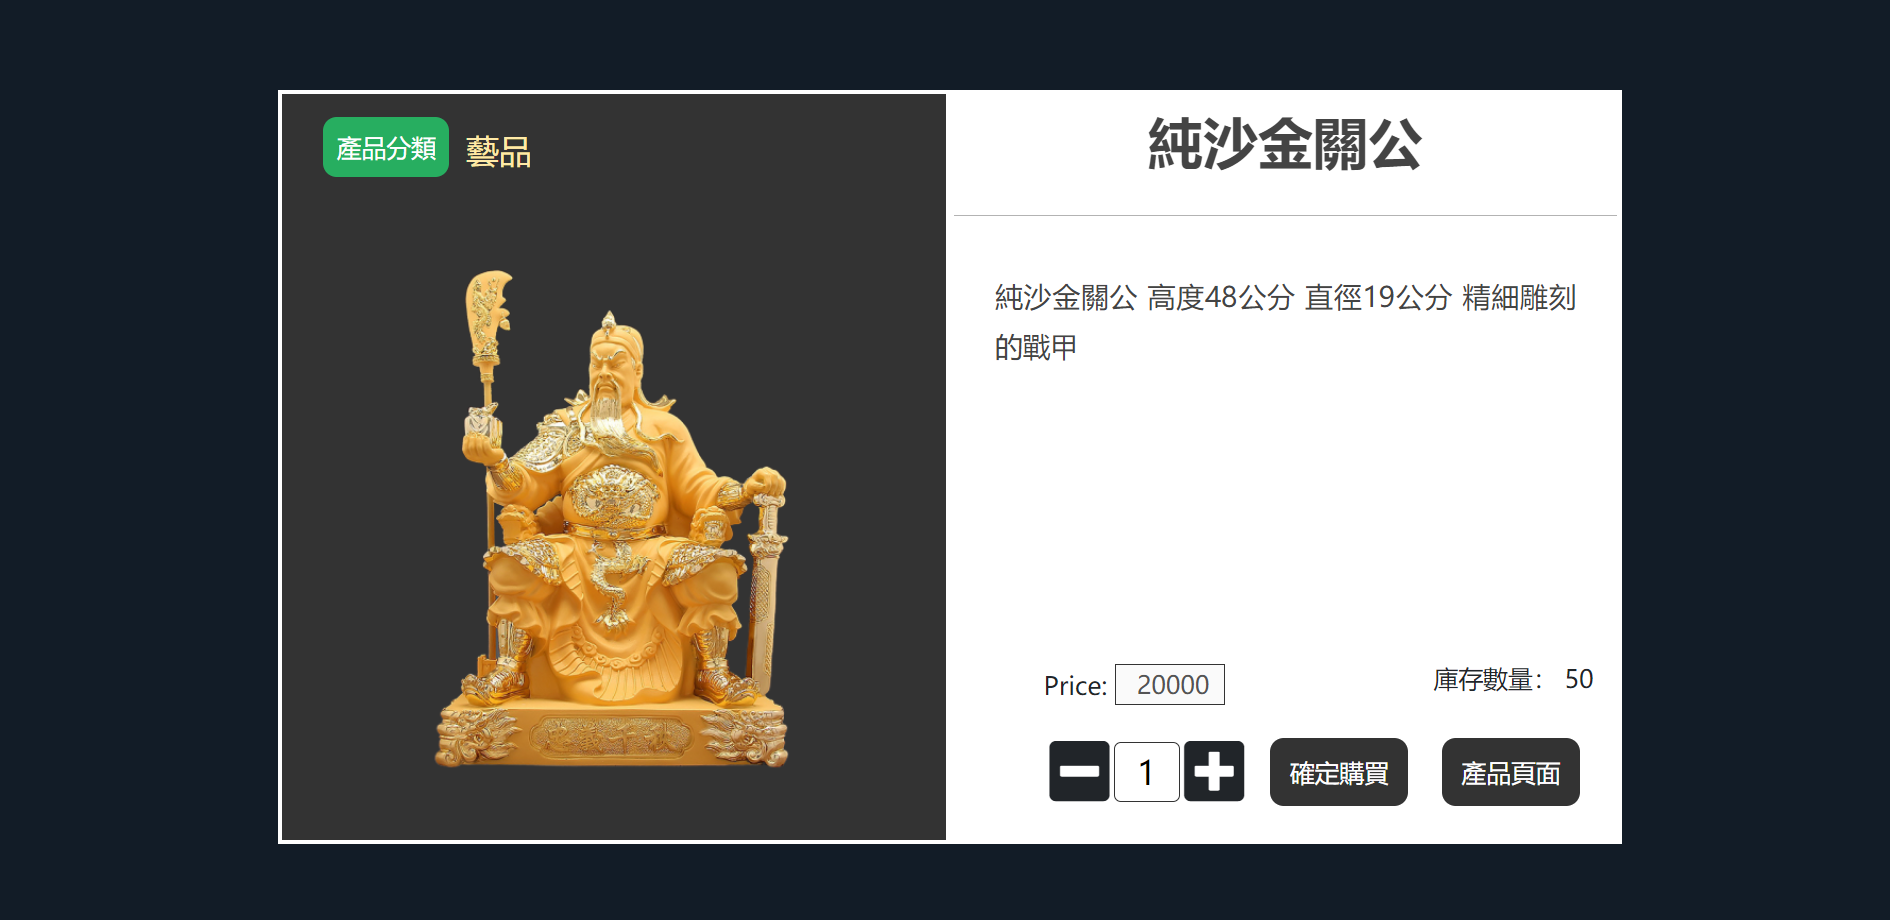 產品分類 藝品
純沙金關公
純沙金關公 高度48公分 直徑19公分 精細雕刻
的戰甲
Price: 20000
庫存數量： 50
1
確定購買
產品頁面